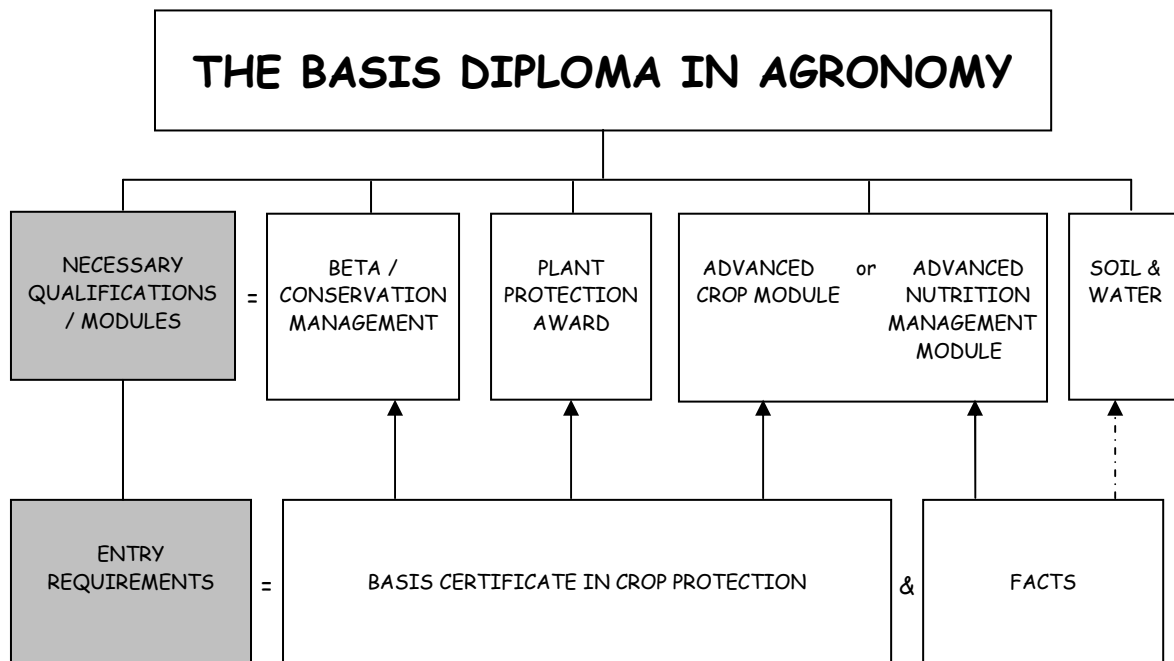 THE BASIS DIPLOMA IN AGRONOMY
NECESSARY
QUALIFICATIONS
/ MODULES
=
BETA /
CONSERVATION
MANAGEMENT
PLANT
PROTECTION
AWARD
ADVANCED
CROP MODULE
or
ADVANCED
NUTRITION
MANAGEMENT
MODULE
SOIL &
WATER
ENTRY
REQUIREMENTS
=
BASIS CERTIFICATE IN CROP PROTECTION
&
FACTS